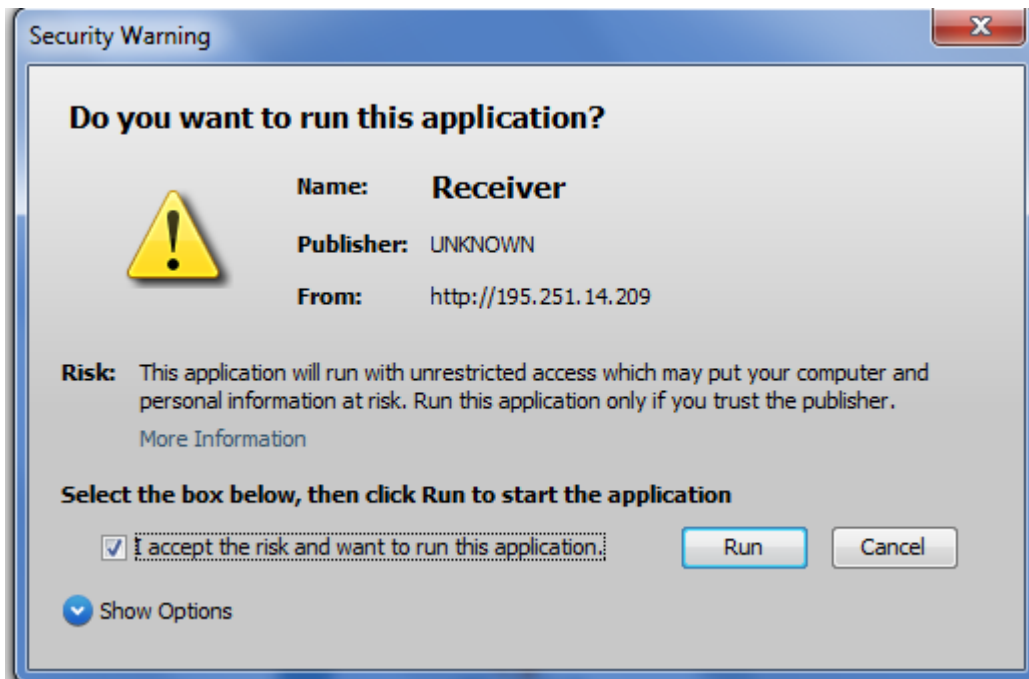 Security Warning
Do you want to run this application?
Name: Receiver
Publisher: UNKNOWN
From: http://195.251.14.209
Risk: This application will run with unrestricted access which may put your computer and
personal information at risk. Run this application only if you trust the publisher.
More Information
Select the box below, then click Run to start the application
I accept the risk and want to run this application.
Run Cancel
Show Options